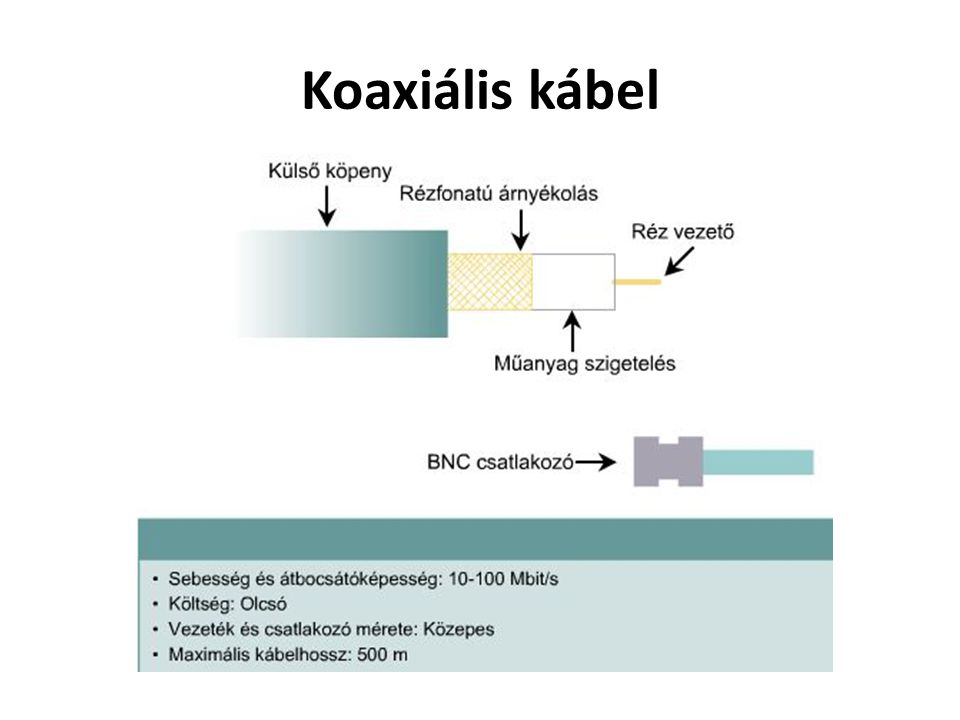 Koaxiális kábel
Külső köpeny
Rézfonatú árnyékolás
Réz vezető
Műanyag szigetelés
BNC csatlakozó
• Sebesség és átbocsátóképesség: 10-100 Mbit/s
• Költség: Olcsó
• Vezeték és csatlakozó mérete: Közepes
• Maximális kábelhossz: 500 m